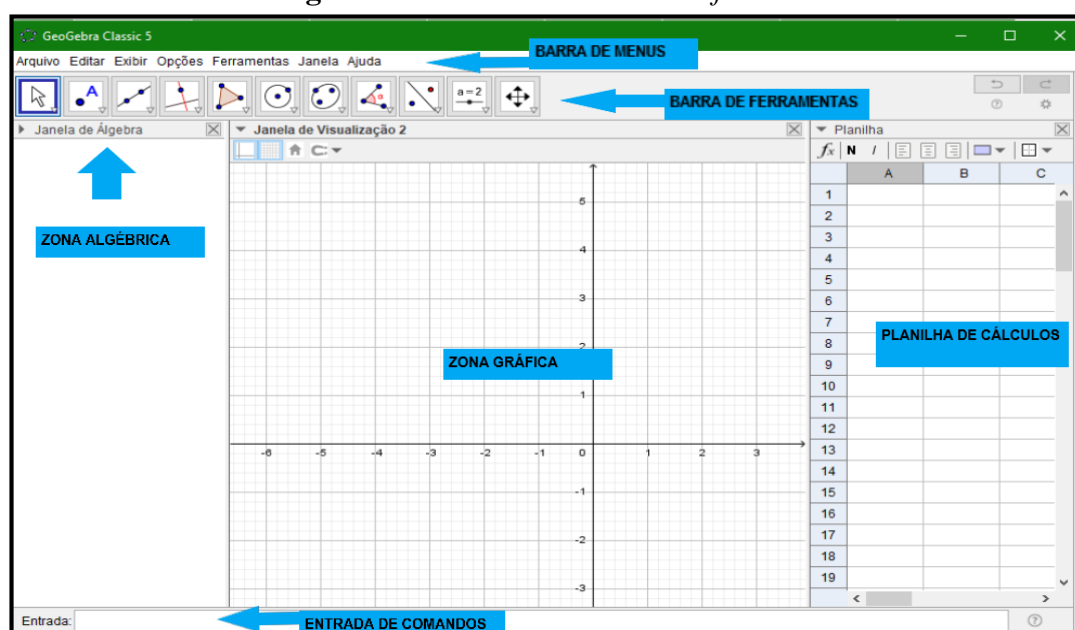 GeoGebra Classic 5
Arquivo Editar Exibir Opções Ferramentas Janela Ajuda
BARRA DE MENUS
A
a=2
BARRA DE FERRAMENTAS
Janela de Álgebra
Janela de Visualização 2
Planilha
fx N I
A B C
ZONA ALGÉBRICA
ZONA GRÁFICA
PLANILHA DE CÁLCULOS
6
4
3
2
1
-6 -5 -4 -3 -2 -1 0 1 2 3
-1
-2
-3
1
2
3
4
5
6
7
8
9
10
11
12
13
14
15
16
17
18
19
Entrada:
ENTRADA DE COMANDOS